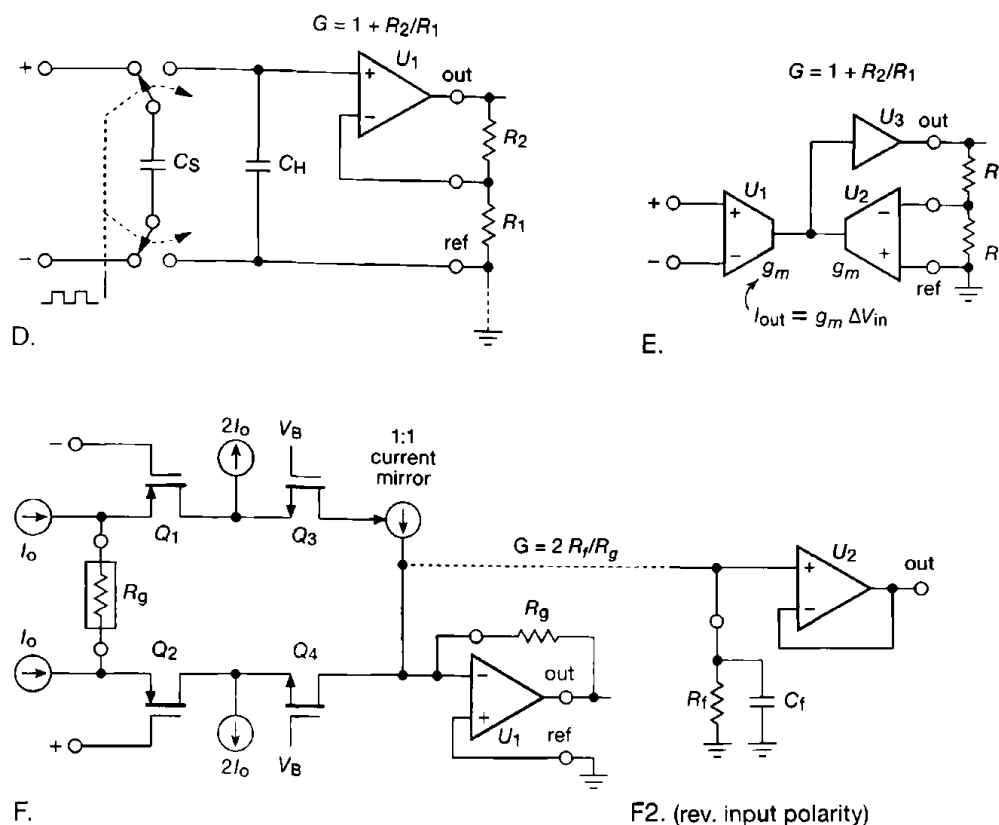 G = 1 + R2/R1
U1
out
+
+
−
R2
CS
CH
R1
ref
−
D.
G = 1 + R2/R1
U3
out
U1
U2
R
+
+
−
−
−
+
R
gm
gm
ref
Iout = gm ΔVin
E.
2Io
VB
1:1
current
mirror
−
Io
Q1
Q3
G = 2 Rf/Rg
U2
out
+
−
Rg
Rg
Io
Q2
Q4
out
−
+
U1
ref
Rf
Cf
+
2Io
VB
F.
F2. (rev. input polarity)